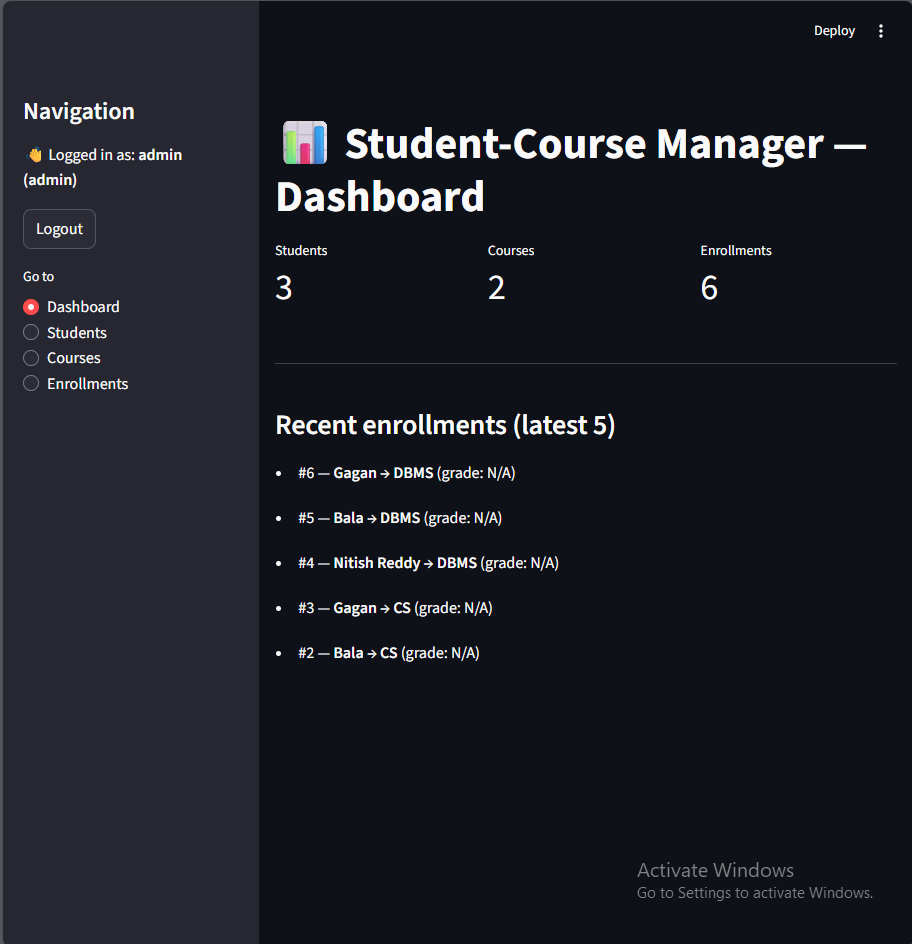 Deploy
Navigation
👋 Logged in as: admin
(admin)
Logout
Go to
Dashboard
Students
Courses
Enrollments
📊 Student-Course Manager —
Dashboard
Students
Courses
Enrollments
3
2
6
Recent enrollments (latest 5)
• #6 — Gagan → DBMS (grade: N/A)
• #5 — Bala → DBMS (grade: N/A)
• #4 — Nitish Reddy → DBMS (grade: N/A)
• #3 — Gagan → CS (grade: N/A)
• #2 — Bala → CS (grade: N/A)
Activate Windows
Go to Settings to activate Windows.